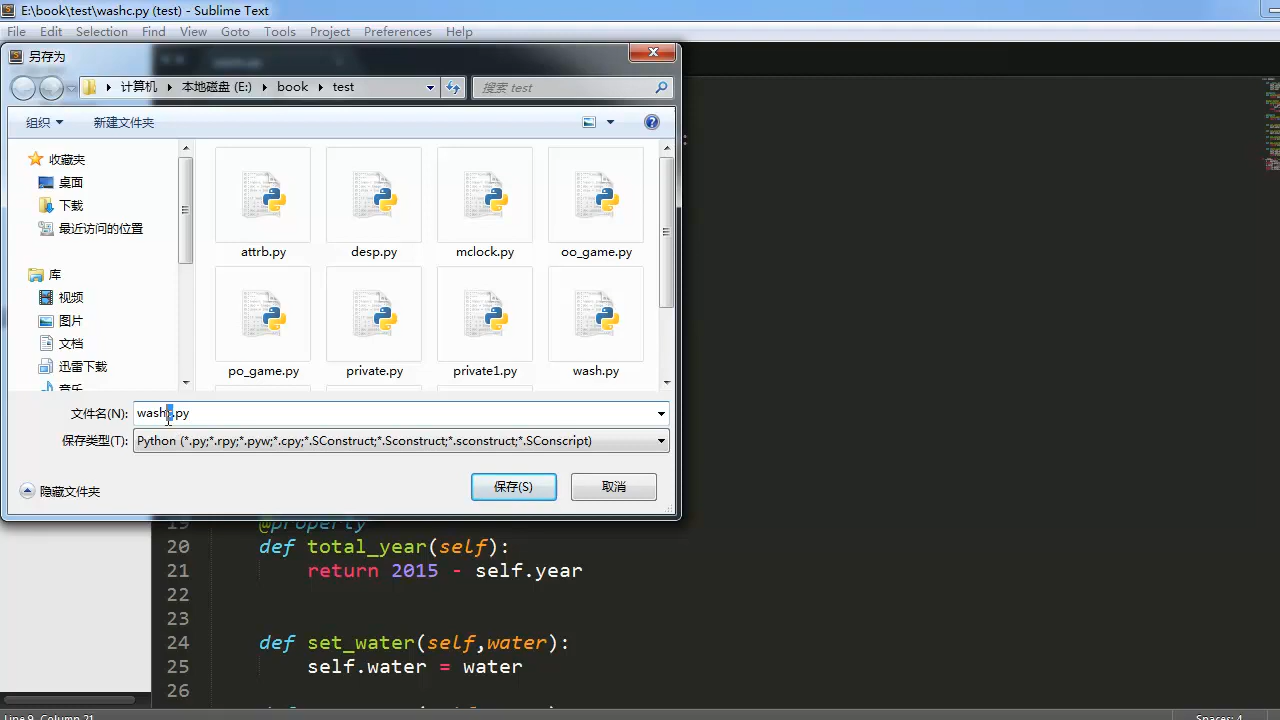 E:\book\test\washc.py (test) - Sublime Text
File Edit Selection Find View Goto Tools Project Preferences Help
另存为
计算机 本地磁盘 (E:) book test 搜索 test
组织 新建文件夹
收藏夹
桌面
下载
最近访问的位置
库
视频
图片
文档
迅雷下载
音乐
attrb.py desp.py mclock.py oo_game.py
po_game.py private.py private1.py wash.py
文件名(N): washc.py
保存类型(T): Python (*.py;*.rpy;*.pyw;*.cpy;*.SConstruct;*.Sconstruct;*.sconstruct;*.SConscript)
隐藏文件夹 保存(S) 取消
:
19 @property
20 def total_year(self):
21 return 2015 - self.year
22
23
24 def set_water(self,water):
25 self.water = water
26
Line 9, Column 21 Spaces: 4